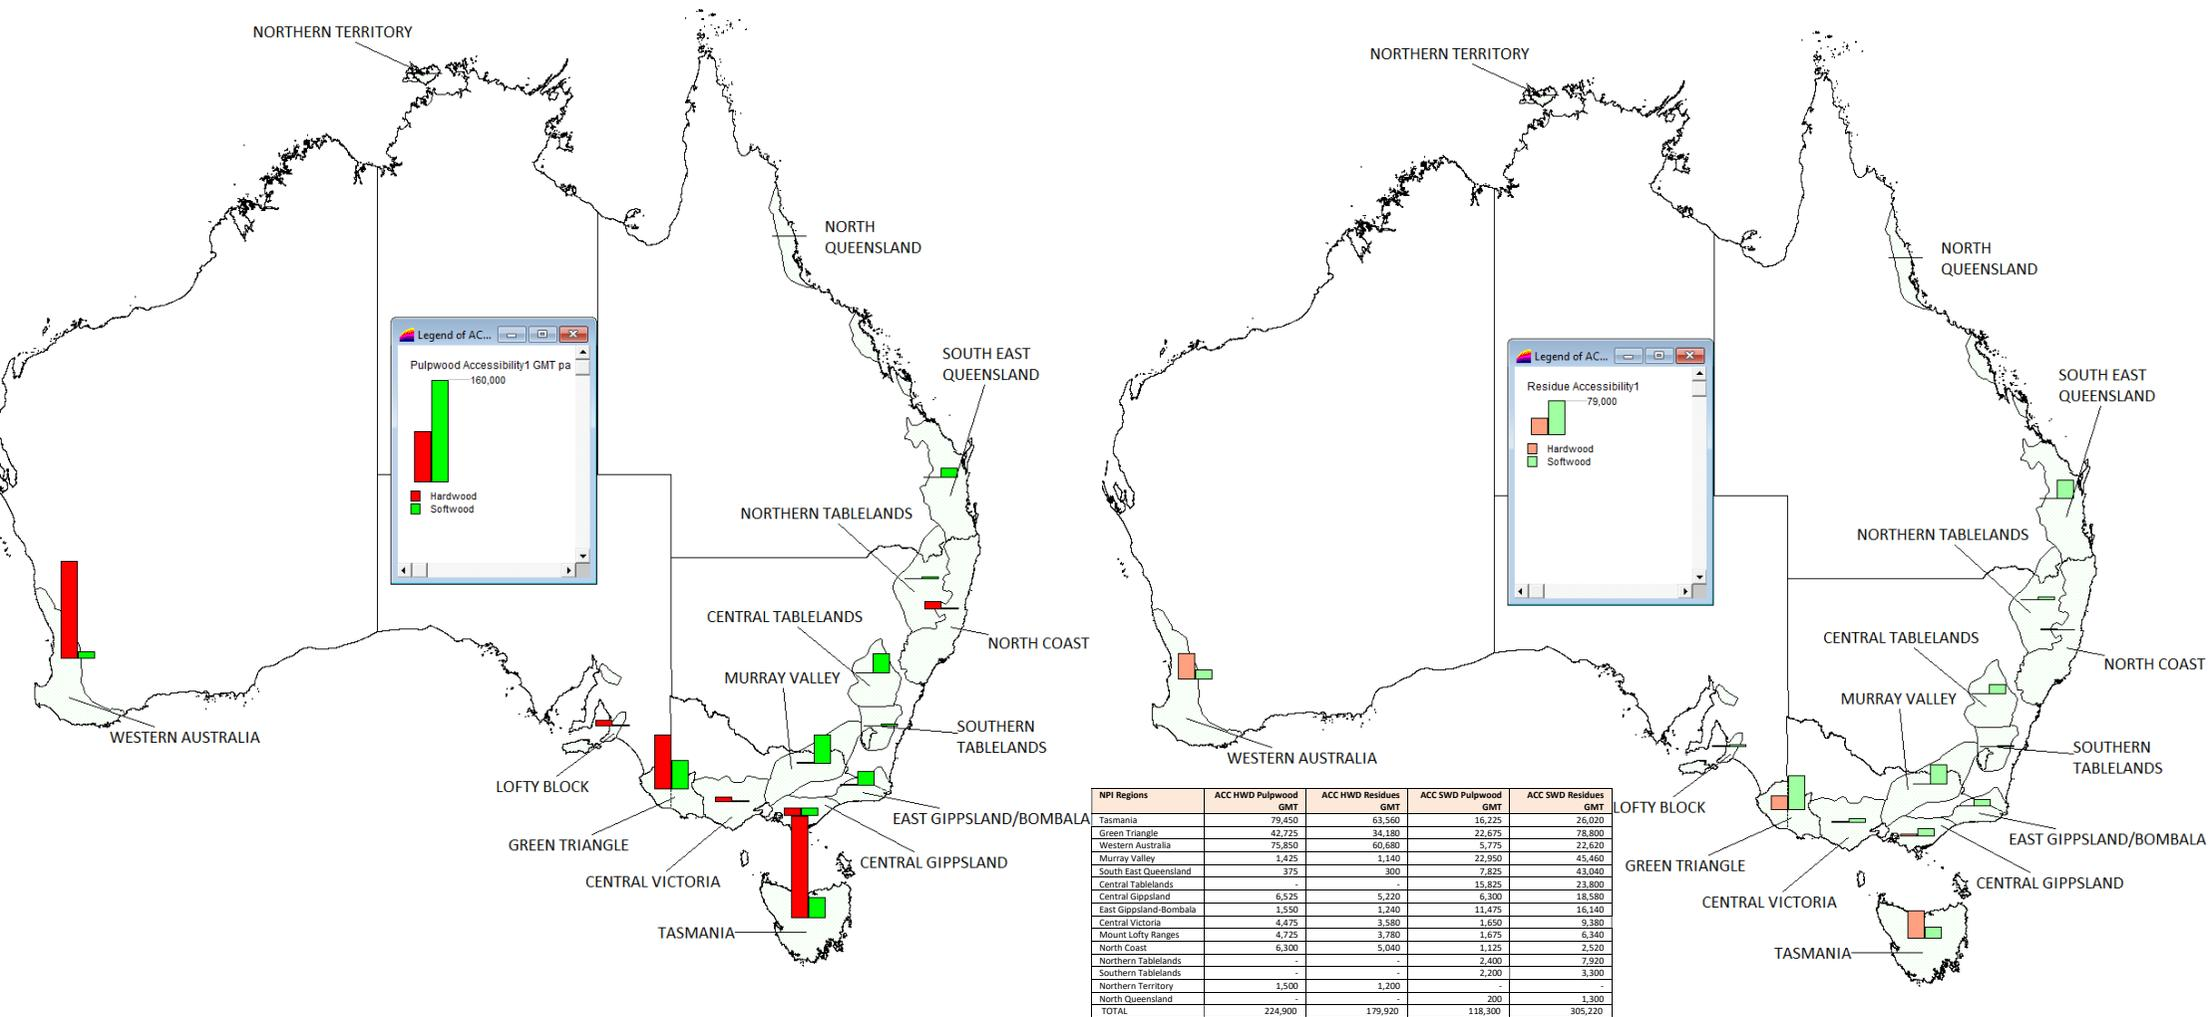 NORTHERN TERRITORY
NORTH
QUEENSLAND
SOUTH EAST
QUEENSLAND
Legend of AC...
Pulpwood Accessibility1 GMT pa
160,000
Hardwood
Softwood
NORTHERN TABLELANDS
CENTRAL TABLELANDS
NORTH COAST
MURRAY VALLEY
SOUTHERN
TABLELANDS
WESTERN AUSTRALIA
LOFTY BLOCK
EAST GIPPSLAND/BOMBALA
GREEN TRIANGLE
CENTRAL GIPPSLAND
CENTRAL VICTORIA
TASMANIA
NORTHERN TERRITORY
NORTH
QUEENSLAND
SOUTH EAST
QUEENSLAND
Legend of AC...
Residue Accessibility1
79,000
Hardwood
Softwood
NORTHERN TABLELANDS
CENTRAL TABLELANDS
NORTH COAST
MURRAY VALLEY
SOUTHERN
TABLELANDS
WESTERN AUSTRALIA
LOFTY BLOCK
EAST GIPPSLAND/BOMBALA
GREEN TRIANGLE
CENTRAL GIPPSLAND
CENTRAL VICTORIA
TASMANIA
NPI Regions ACC HWD Pulpwood ACC HWD Residues ACC SWD Pulpwood ACC SWD Residues
GMT GMT GMT GMT
Tasmania 79,450 63,560 16,225 26,020
Green Triangle 42,725 34,180 22,675 78,800
Western Australia 75,850 60,680 5,775 22,620
Murray Valley 1,425 1,140 22,950 45,460
South East Queensland 375 300 7,825 43,040
Central Tablelands - - 15,825 23,800
Central Gippsland 6,525 5,220 6,300 18,580
East Gippsland-Bombala 1,550 1,240 11,475 16,140
Central Victoria 4,475 3,580 1,650 9,380
Mount Lofty Ranges 4,725 3,780 1,675 6,340
North Coast 6,300 5,040 1,125 2,520
Northern Tablelands - - 2,400 7,920
Southern Tablelands - - 2,200 3,300
Northern Territory 1,500 1,200 - -
North Queensland - - 200 1,300
TOTAL 224,900 179,920 118,300 305,220